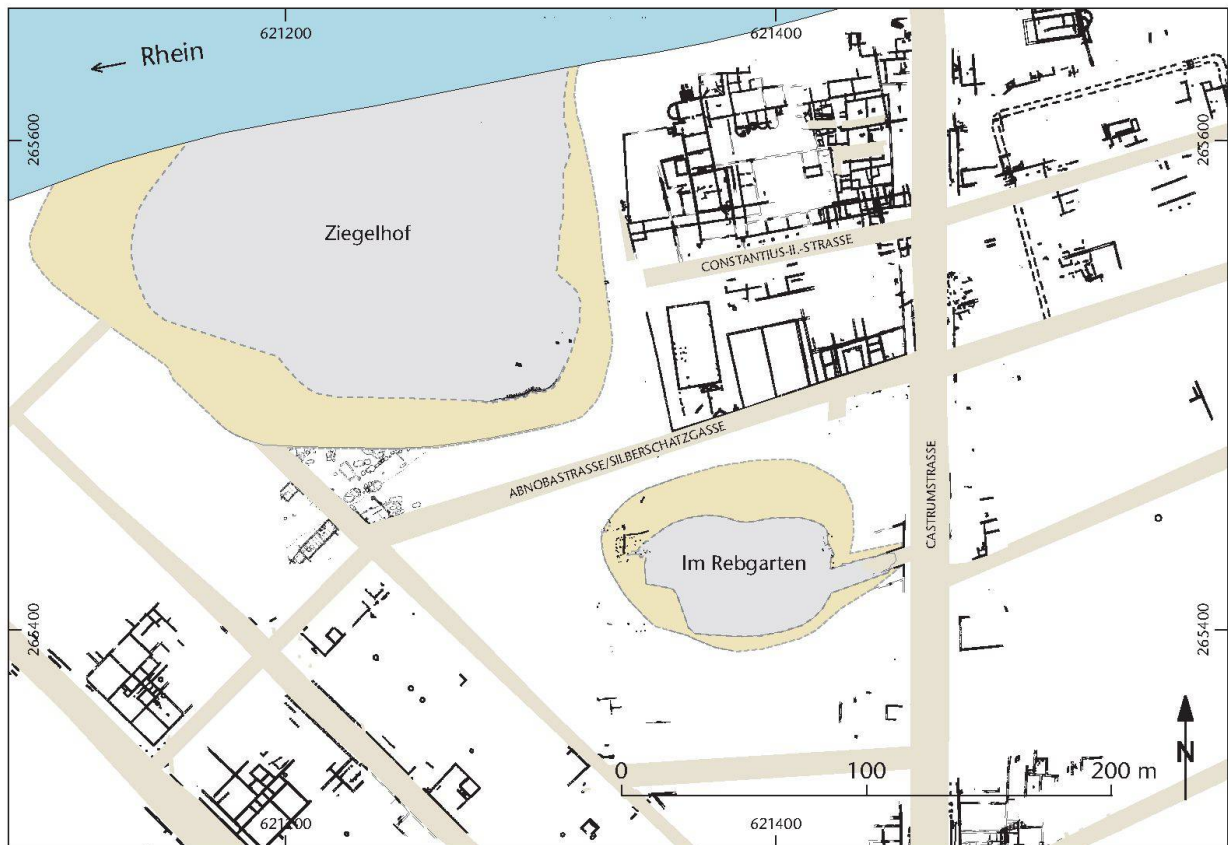 621200
621400
Rhein
265600
265600
Ziegelhof
CONSTANTIUS-II.-STRASSE
ABNOBASTRASSE/SILBERSCHATZGASSE
CASTRUMSTRASSE
Im Rebgarten
265400
265400
N
0 100 200 m
621200
621400